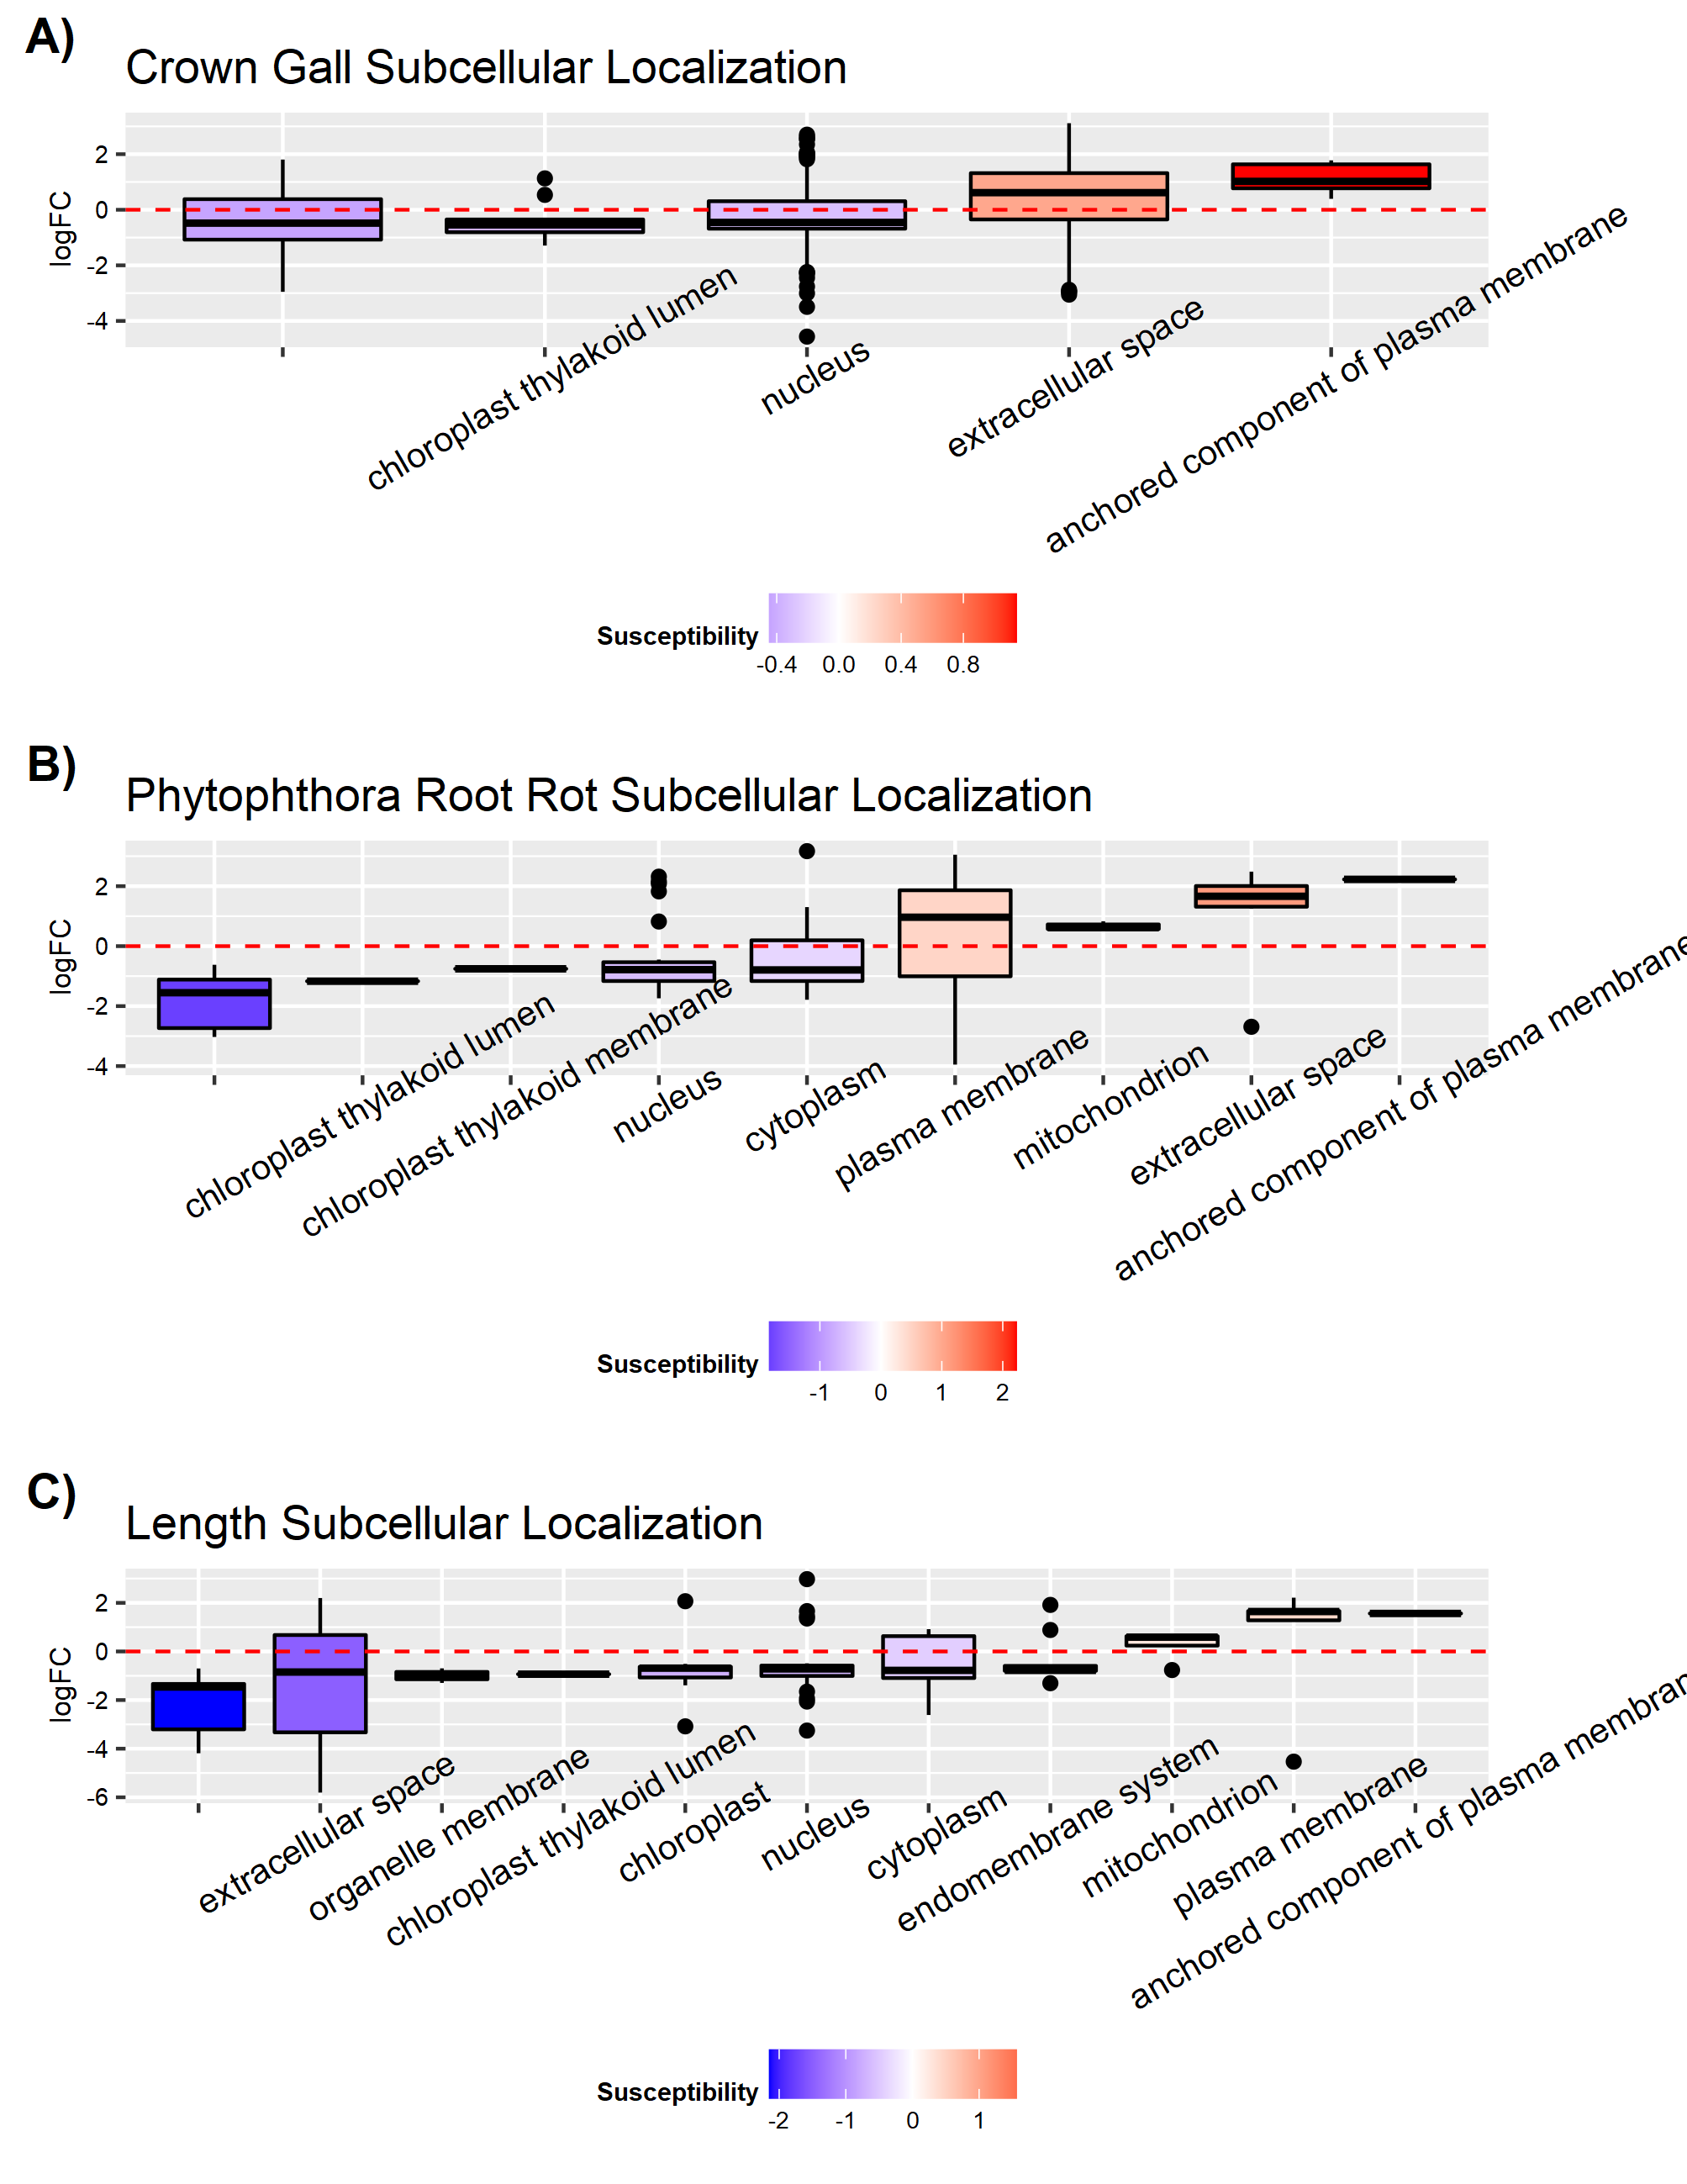 A)
Crown Gall Subcellular Localization
logFC
2
0
-2
-4
chloroplast thylakoid lumen
nucleus
extracellular space
anchored component of plasma membrane
Susceptibility
-0.4 0.0 0.4 0.8
B)
Phytophthora Root Rot Subcellular Localization
logFC
2
0
-2
-4
chloroplast thylakoid lumen
chloroplast thylakoid membrane
nucleus
cytoplasm
plasma membrane
mitochondrion
extracellular space
anchored component of plasma membrane
Susceptibility
-1 0 1 2
C)
Length Subcellular Localization
logFC
2
0
-2
-4
-6
extracellular space
organelle membrane
chloroplast thylakoid lumen
chloroplast
nucleus
cytoplasm
endomembrane system
mitochondrion
plasma membrane
anchored component of plasma membran
Susceptibility
-2 -1 0 1